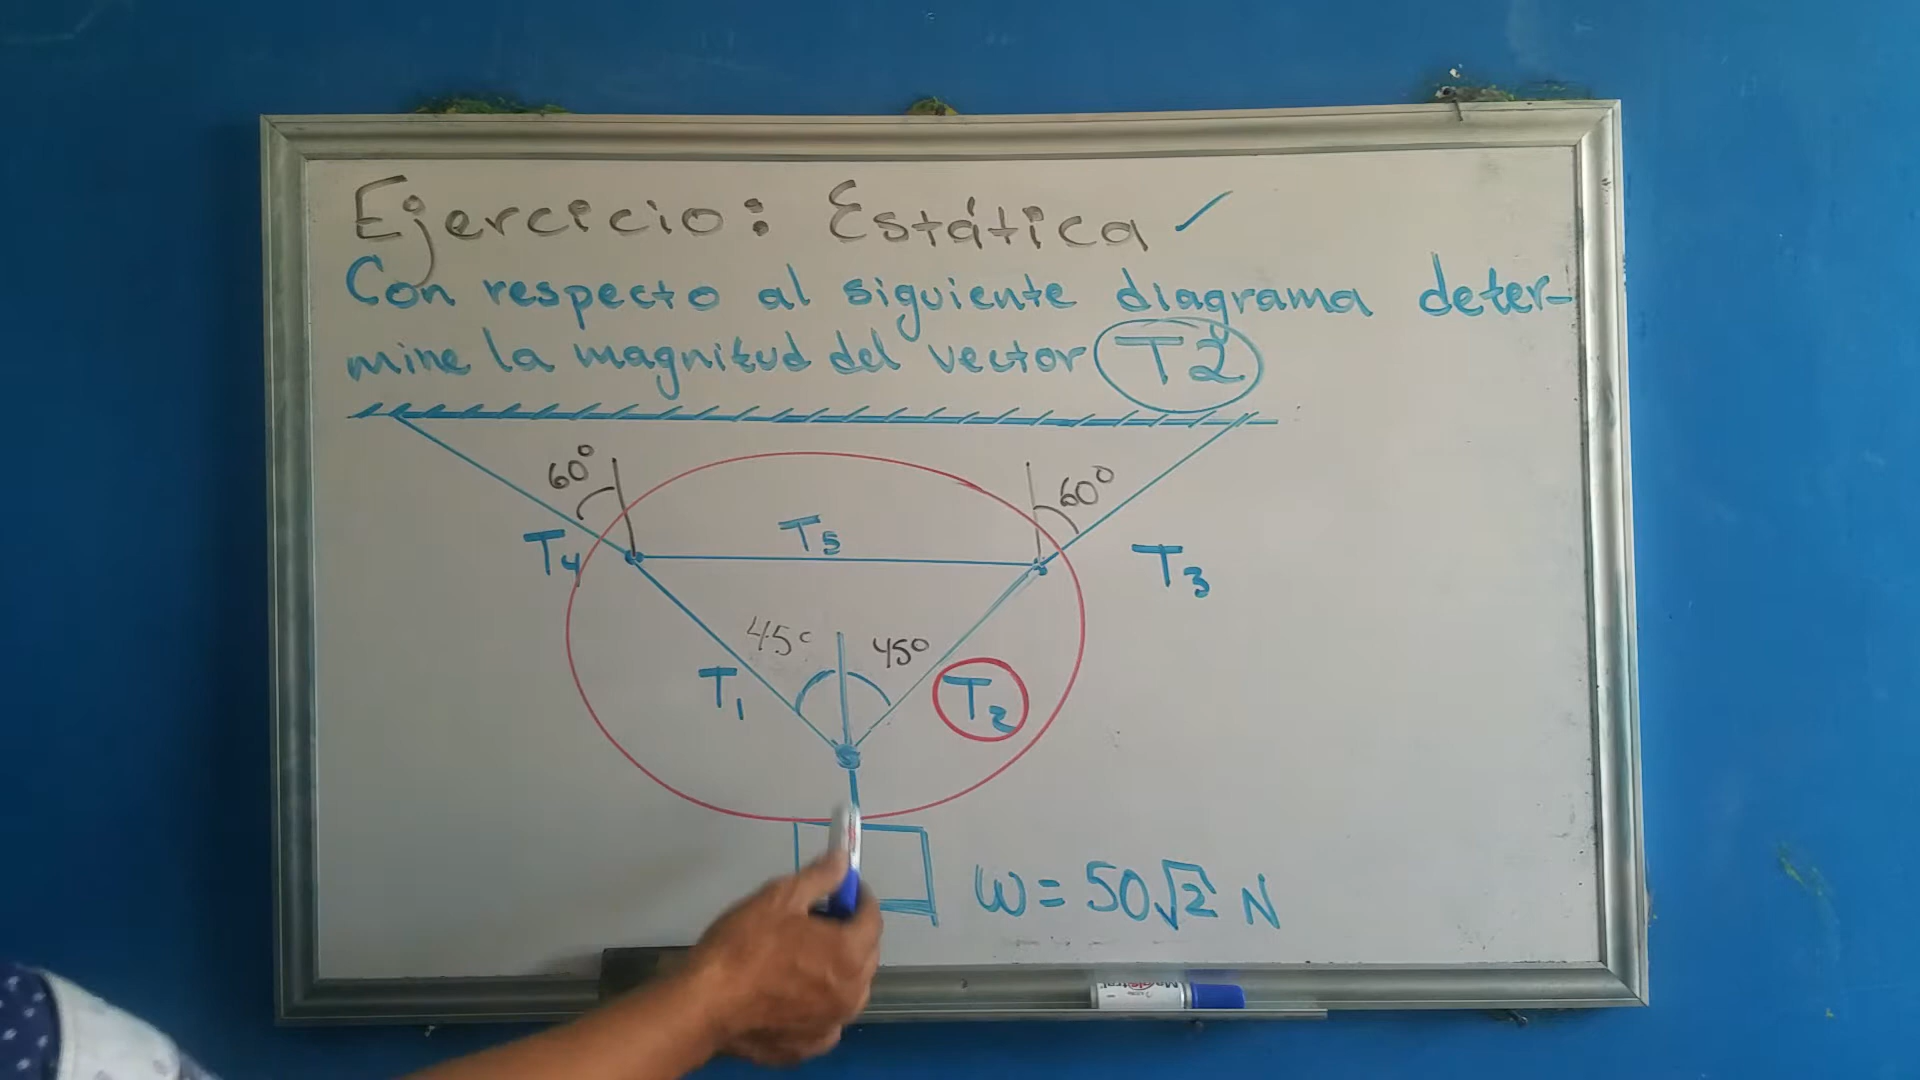 Ejercicio: Estática
Con respecto al siguiente diagrama deter-
mine la magnitud del vector T2
60°
60°
T5
T4
T3
45°
45°
T1
T2
W = 50√2 N